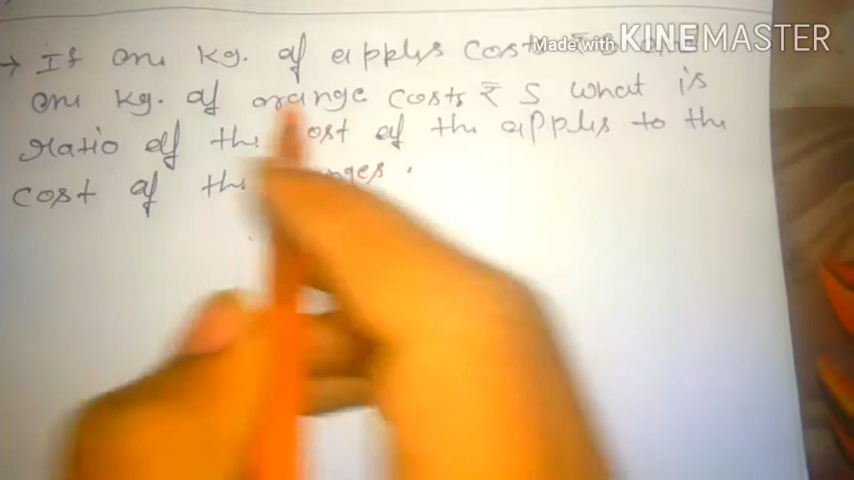 → If one kg. of apples costs ₹
Made with KINEMASTER
one kg. of orange costs ₹ 5 what is
ratio of the cost of the apples to the
cost of the